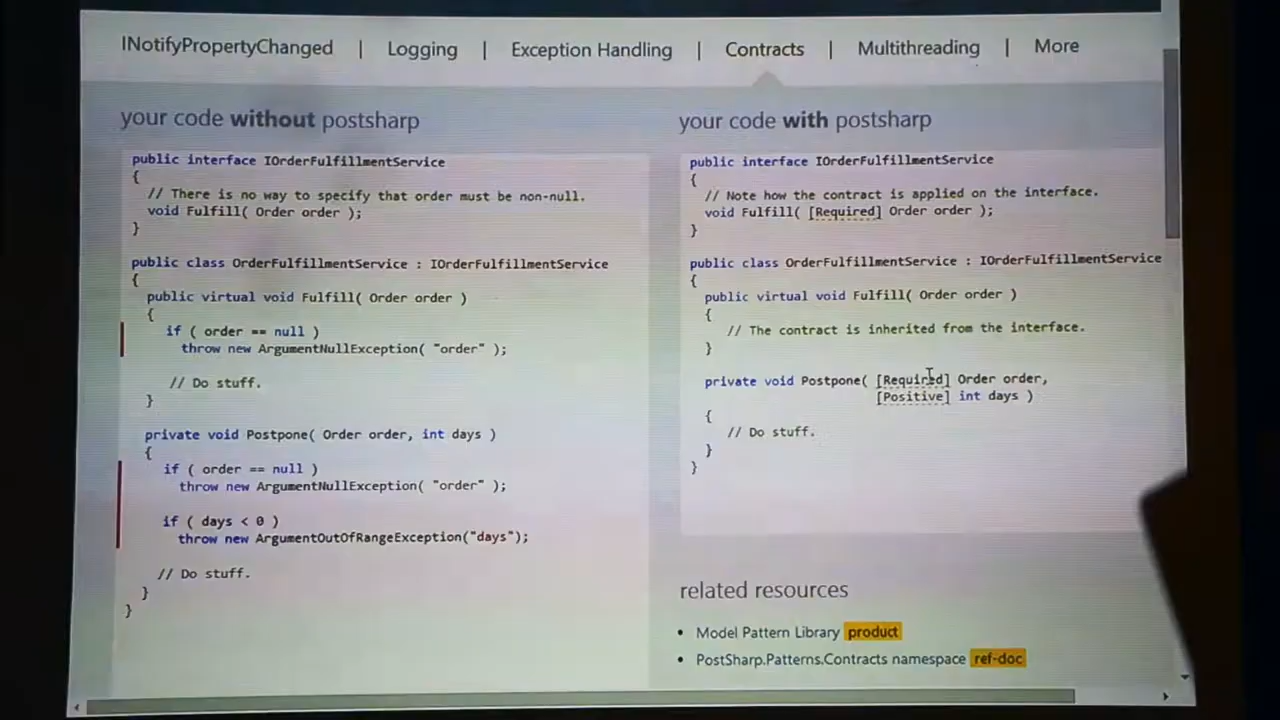 INotifyPropertyChanged | Logging | Exception Handling | Contracts | Multithreading | More
your code without postsharp
public interface IOrderFulfillmentService
{
// There is no way to specify that order must be non-null.
void Fulfill( Order order );
}
public class OrderFulfillmentService : IOrderFulfillmentService
{
public virtual void Fulfill( Order order )
{
if ( order == null )
throw new ArgumentNullException( "order" );
// Do stuff.
}
private void Postpone( Order order, int days )
{
if ( order == null )
throw new ArgumentNullException( "order" );
if ( days < 0 )
throw new ArgumentOutOfRangeException("days");
// Do stuff.
}
}
your code with postsharp
public interface IOrderFulfillmentService
{
// Note how the contract is applied on the interface.
void Fulfill( [Required] Order order );
}
public class OrderFulfillmentService : IOrderFulfillmentService
{
public virtual void Fulfill( Order order )
{
// The contract is inherited from the interface.
}
private void Postpone( [Required] Order order,
[Positive] int days )
{
// Do stuff.
}
}
related resources
• Model Pattern Library product
• PostSharp.Patterns.Contracts namespace ref-doc